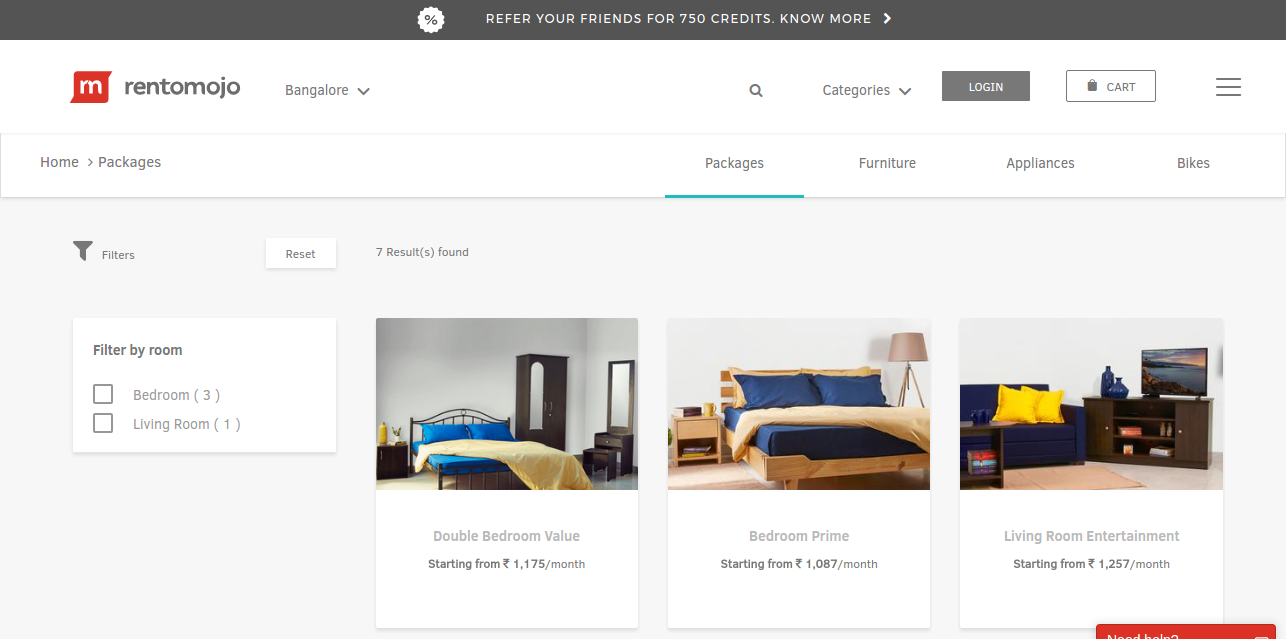 %
REFER YOUR FRIENDS FOR 750 CREDITS. KNOW MORE
m rentomojo
Bangalore
Categories
LOGIN
CART
Home > Packages
Packages
Furniture
Appliances
Bikes
Filters
Reset
7 Result(s) found
Filter by room
Bedroom ( 3 )
Living Room ( 1 )
Double Bedroom Value
Starting from ₹ 1,175/month
Bedroom Prime
Starting from ₹ 1,087/month
Living Room Entertainment
Starting from ₹ 1,257/month
Need help?